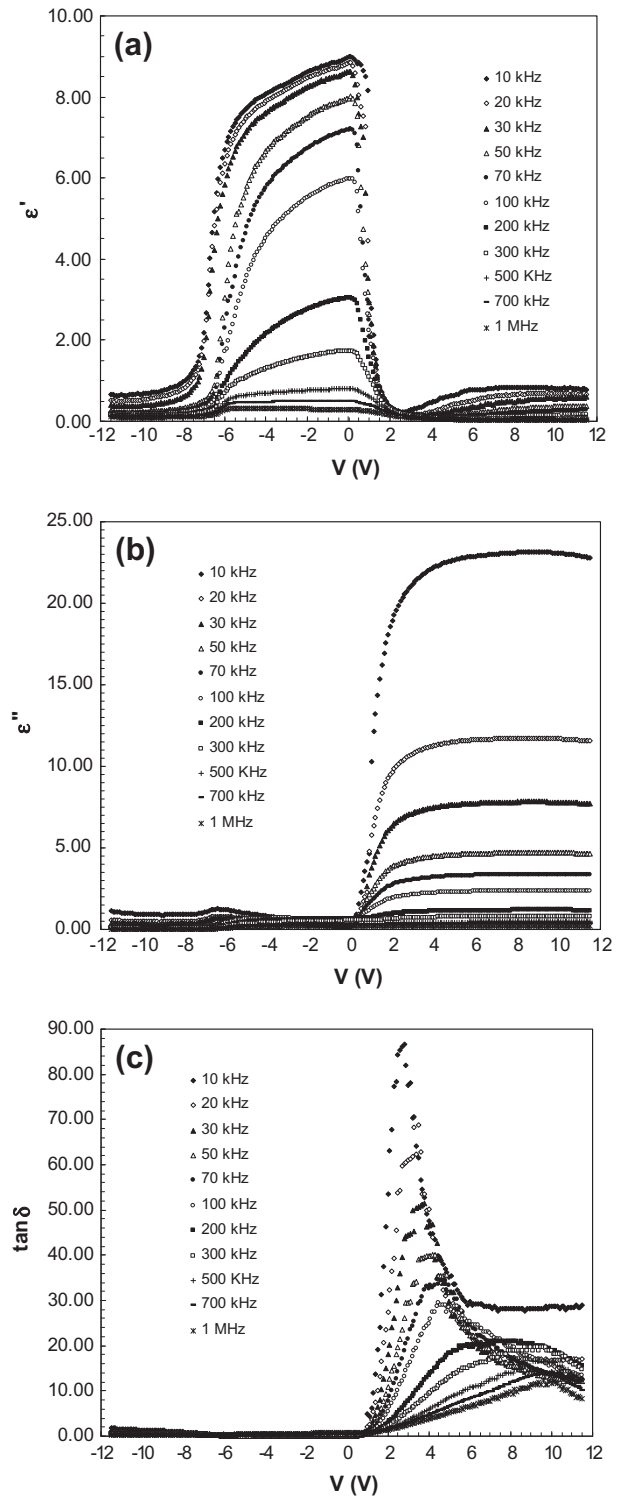 (a)
10 kHz
20 kHz
30 kHz
50 kHz
70 kHz
100 kHz
200 kHz
300 kHz
500 KHz
700 kHz
1 MHz
10.00
8.00
6.00
4.00
2.00
0.00
ε'
-12 -10 -8 -6 -4 -2 0 2 4 6 8 10 12
V (V)
(b)
10 kHz
20 kHz
30 kHz
50 kHz
70 kHz
100 kHz
200 kHz
300 kHz
500 KHz
700 kHz
1 MHz
25.00
20.00
15.00
10.00
5.00
0.00
ε"
-12 -10 -8 -6 -4 -2 0 2 4 6 8 10 12
V (V)
(c)
10 kHz
20 kHz
30 kHz
50 kHz
70 kHz
100 kHz
200 kHz
300 kHz
500 KHz
700 kHz
1 MHz
90.00
80.00
70.00
60.00
50.00
40.00
30.00
20.00
10.00
0.00
tanδ
-12 -10 -8 -6 -4 -2 0 2 4 6 8 10 12
V (V)